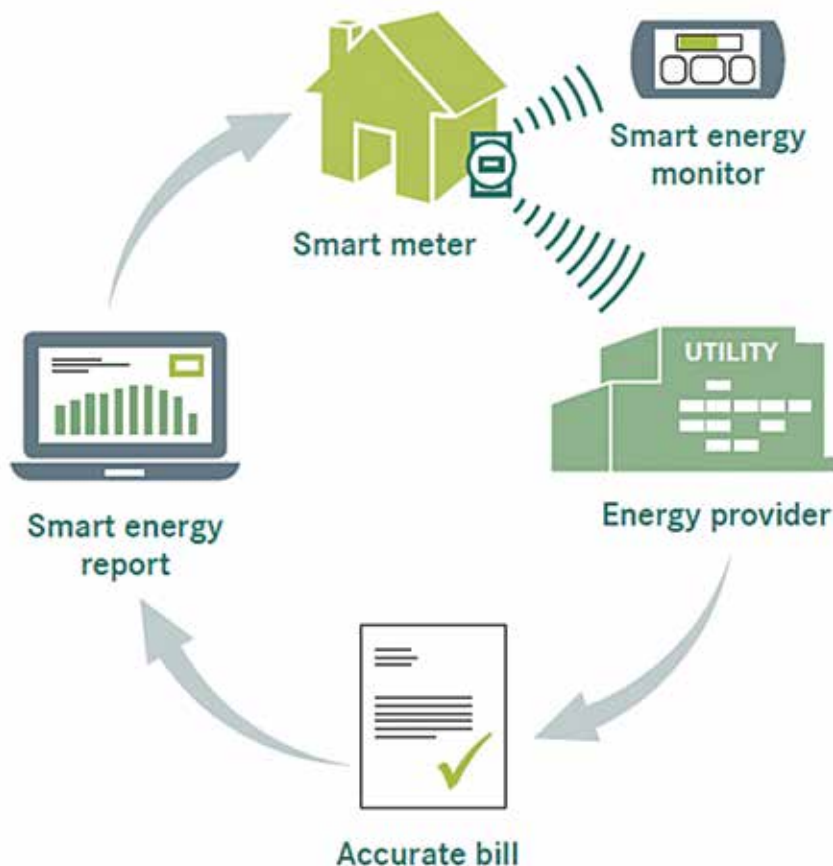 Smart energy
monitor
Smart meter
UTILITY
Energy provider
Smart energy
report
Accurate bill